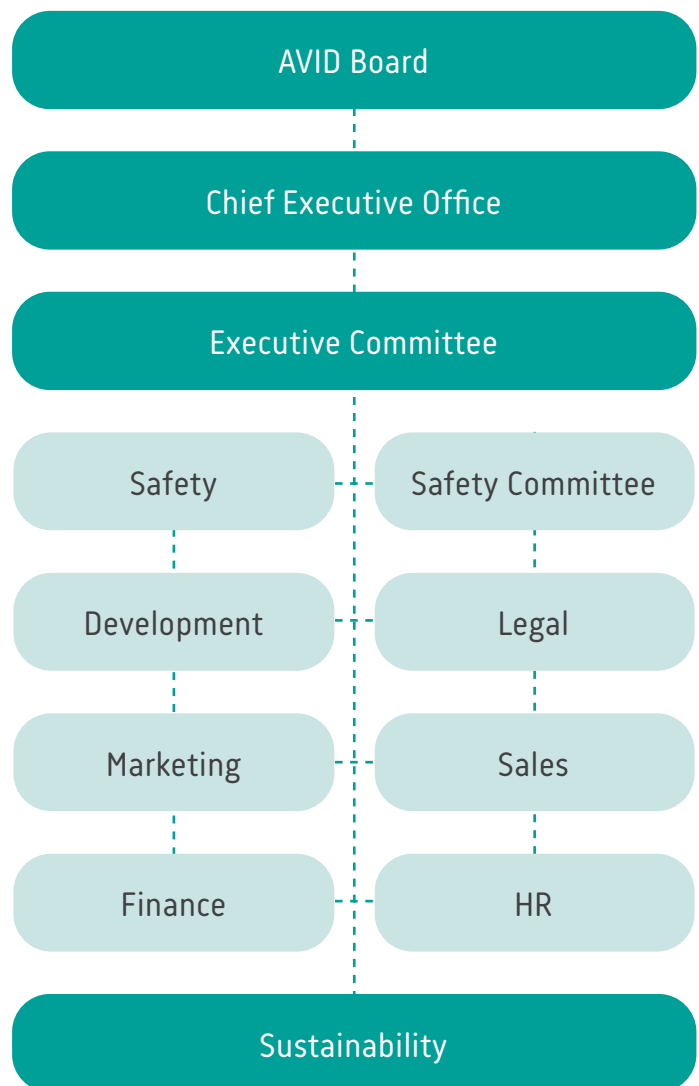 AVID Board
Chief Executive Office
Executive Committee
Safety
Safety Committee
Development
Legal
Marketing
Sales
Finance
HR
Sustainability